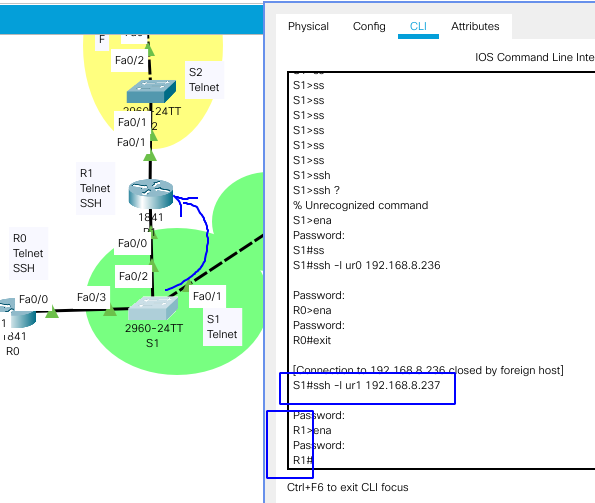 F
Fa0/2
S2
Telnet
2960-24TT
Fa0/1
Fa0/1
R1
Telnet
SSH
1841
R0
Telnet
SSH
Fa0/0
Fa0/2
Fa0/0
Fa0/3
Fa0/1
1841
R0
2960-24TT
S1
S1
Telnet
Physical Config CLI Attributes
IOS Command Line Inte
S1>ss
S1>ss
S1>ss
S1>ss
S1>ss
S1>ss
S1>ssh
S1>ssh ?
% Unrecognized command
S1>ena
Password:
S1#ss
S1#ssh -l ur0 192.168.8.236
Password:
R0>ena
Password:
R0#exit
[Connection to 192.168.8.236 closed by foreign host]
S1#ssh -l ur1 192.168.8.237
Password:
R1>ena
Password:
R1#
Ctrl+F6 to exit CLI focus